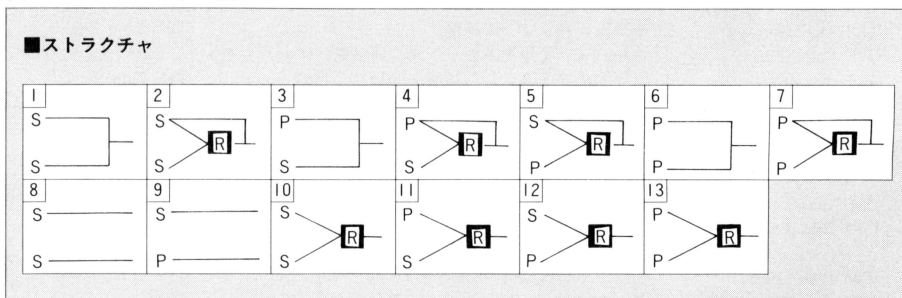 ■ストラクチャ
1 2 3 4 5 6 7
S S P P S P P
R R R R
S S S S P P P
8 9 10 11 12 13
S S S P S P
R R R R
S P S S P P